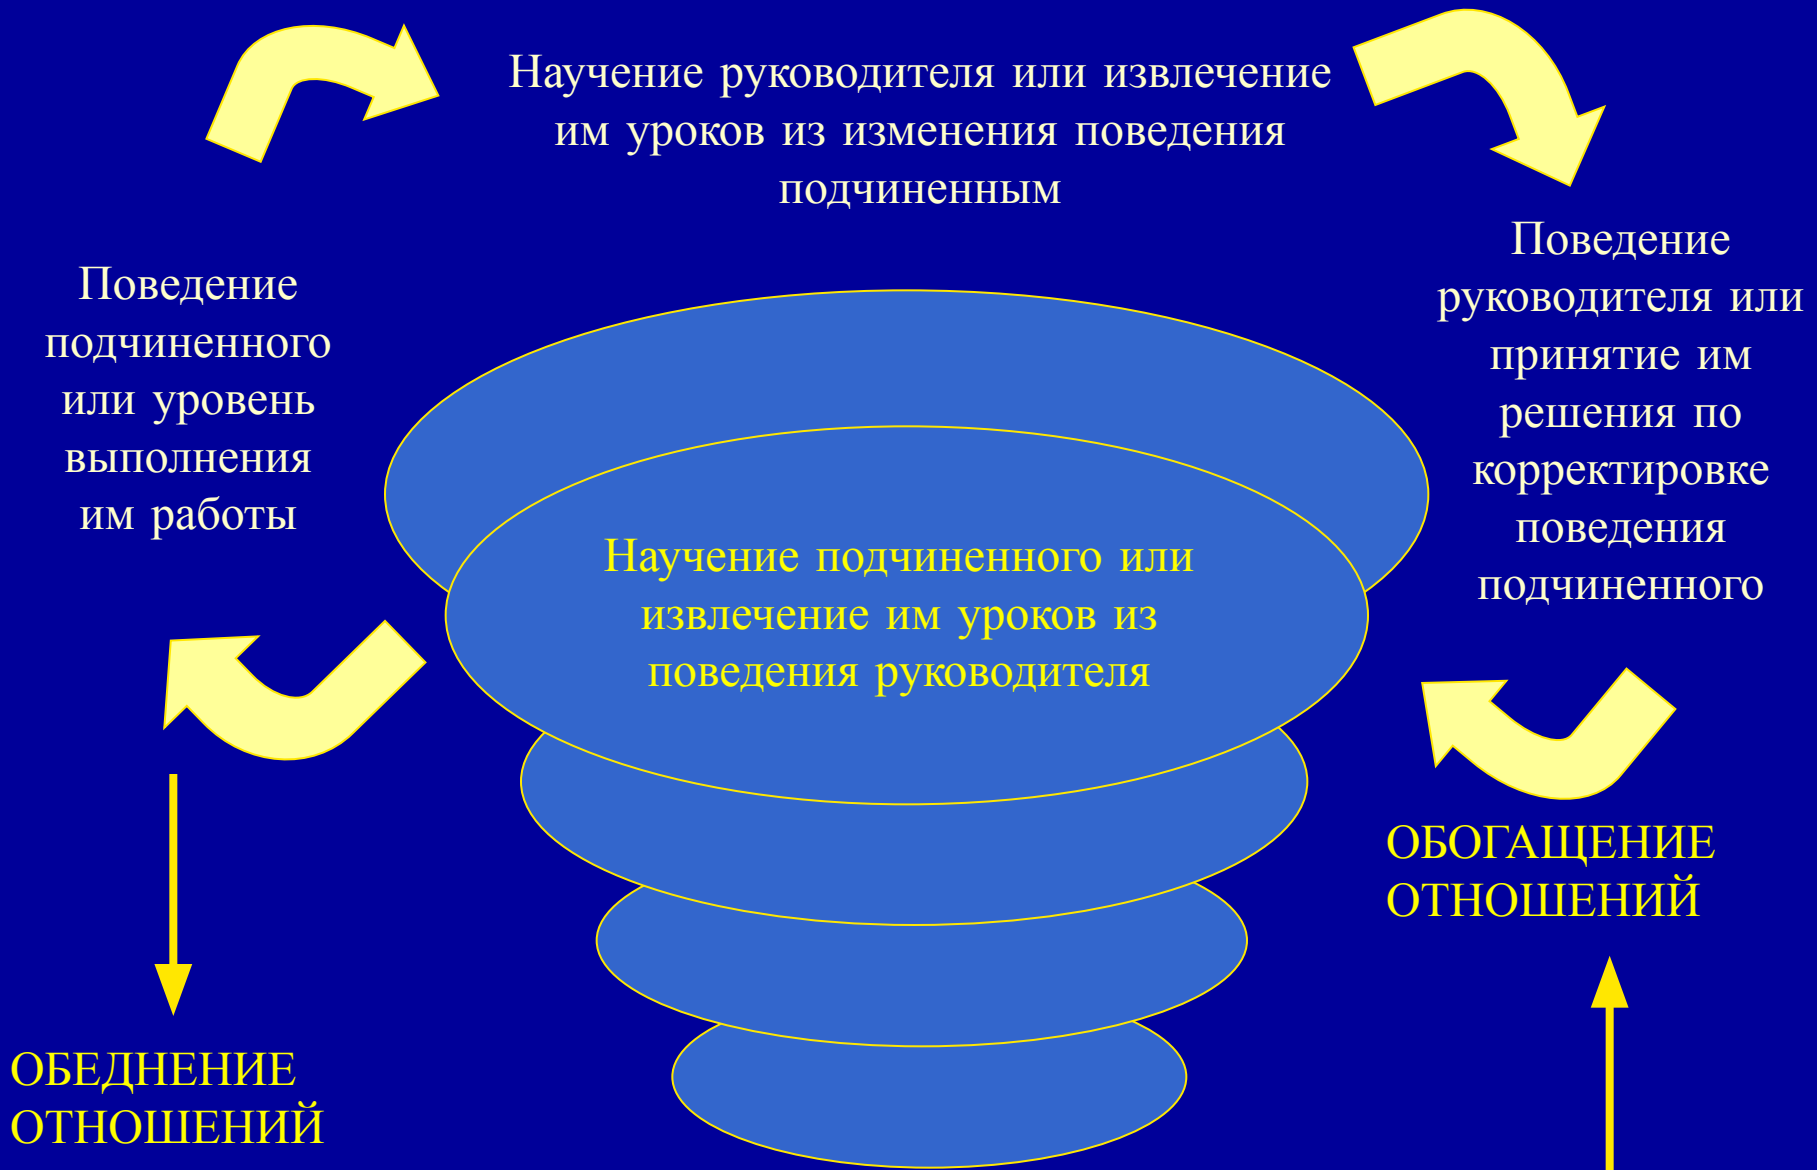 Научение руководителя или извлечение
им уроков из изменения поведения
подчиненным
Поведение
руководителя или
принятие им
решения по
корректировке
поведения
подчиненного
Поведение
подчиненного
или уровень
выполнения
им работы
Научение подчиненного или
извлечение им уроков из
поведения руководителя
ОБОГАЩЕНИЕ
ОТНОШЕНИЙ
ОБЕДНЕНИЕ
ОТНОШЕНИЙ